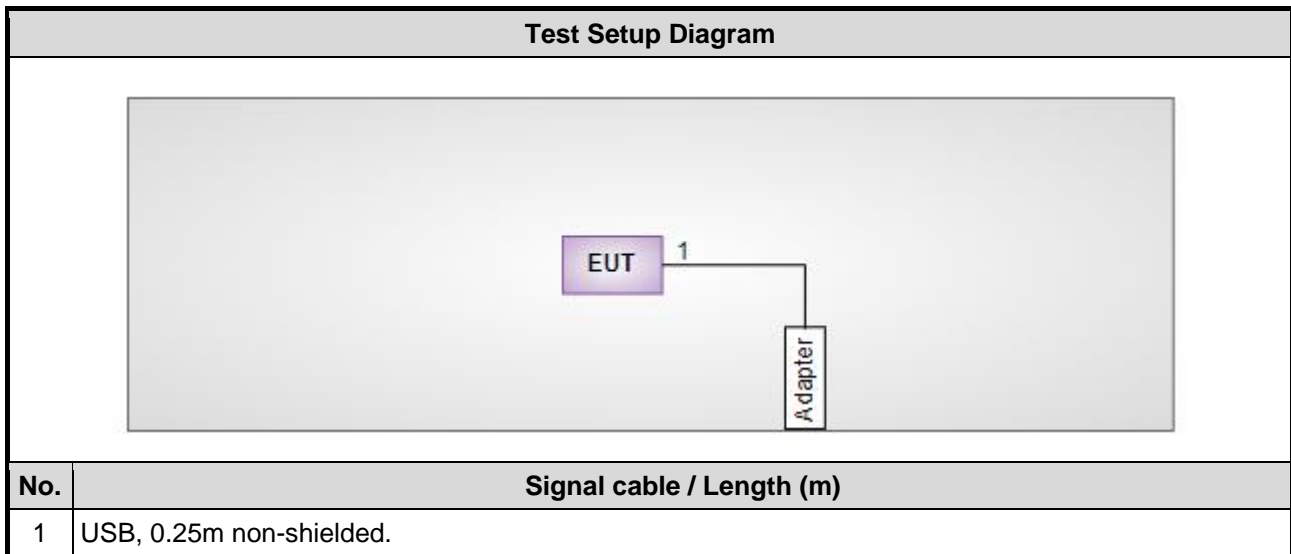 Test Setup Diagram
EUT
1
Adapter
No. Signal cable / Length (m)
1 USB, 0.25m non-shielded.